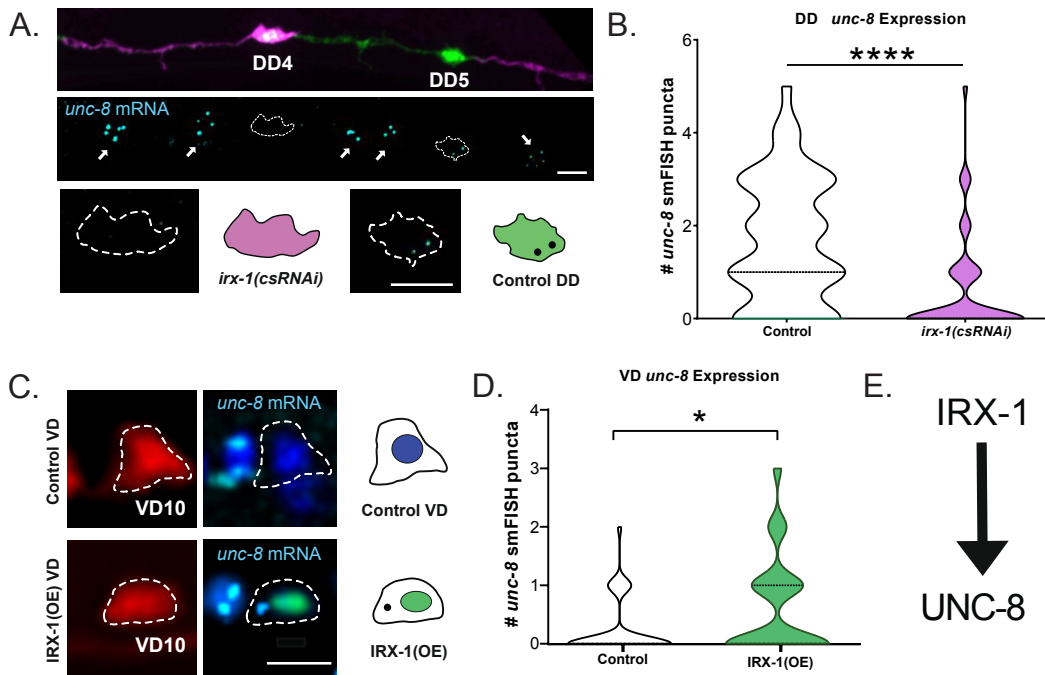 A.
DD4
DD5
unc-8 mRNA
irx-1(csRNAi)
Control DD
B.
DD unc-8 Expression
****
# unc-8 smFISH puncta
6
4
2
0
Control
irx-1(csRNAi)
C.
Control VD
VD10
unc-8 mRNA
Control VD
IRX-1(OE) VD
VD10
unc-8 mRNA
IRX-1(OE)
D.
VD unc-8 Expression
*
# unc-8 smFISH puncta
4
3
2
1
0
Control
IRX-1(OE)
E.
IRX-1
UNC-8